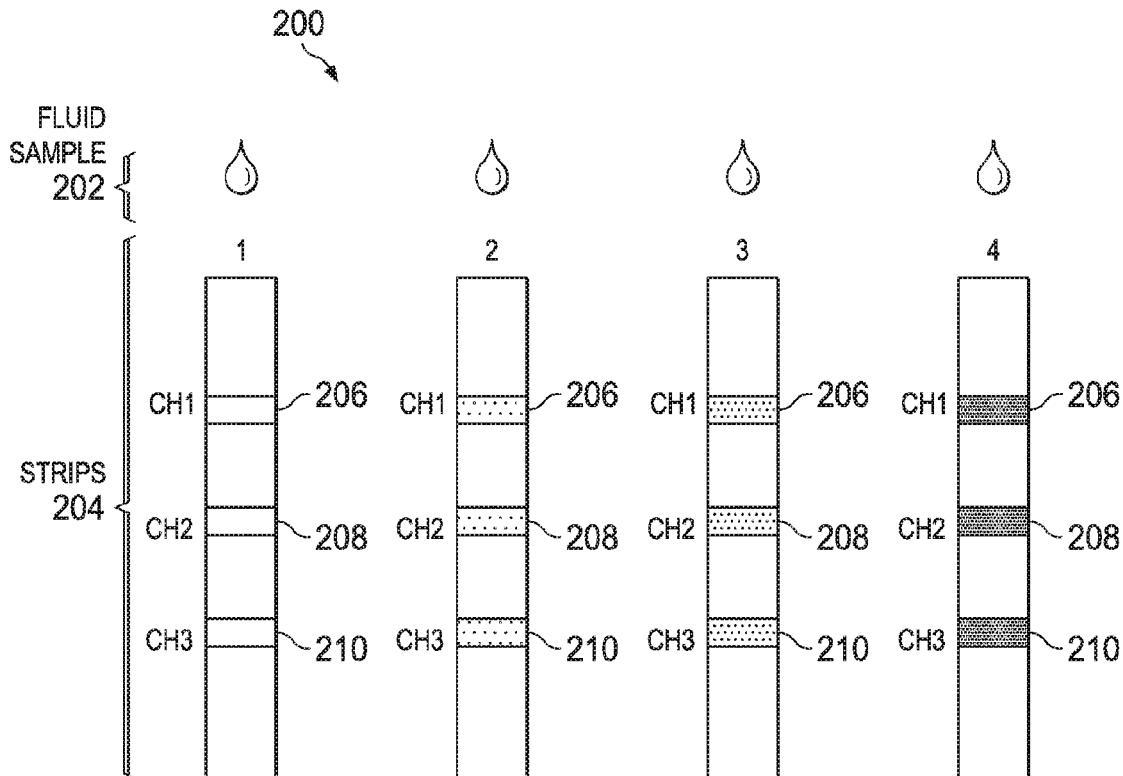 200
FLUID
SAMPLE
202
1 2 3 4
CH1 206 CH1 206 CH1 206 CH1 206
STRIPS
204
CH2 208 CH2 208 CH2 208 CH2 208
CH3 210 CH3 210 CH3 210 CH3 210